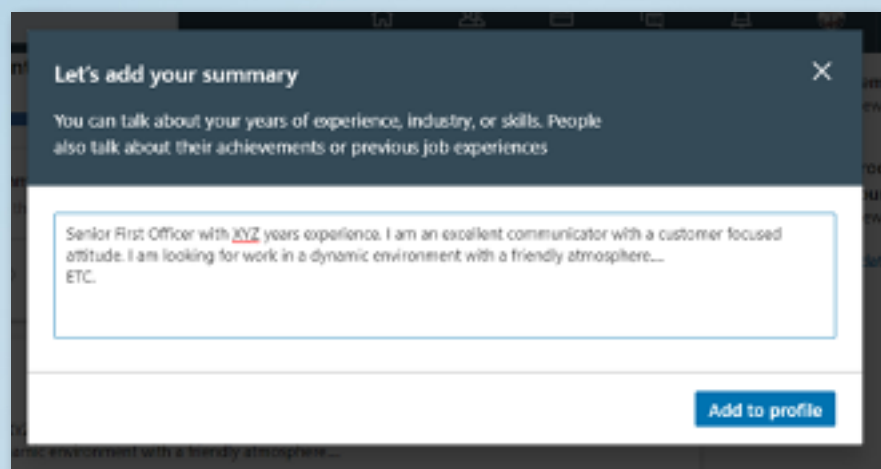 Let's add your summary
You can talk about your years of experience, industry, or skills. People
also talk about their achievements or previous job experiences
Senior First Officer with XYZ years experience. I am an excellent communicator with a customer focused
attitude. I am looking for work in a dynamic environment with a friendly atmosphere....
ETC.
Add to profile
environment with a friendly atmosphere....